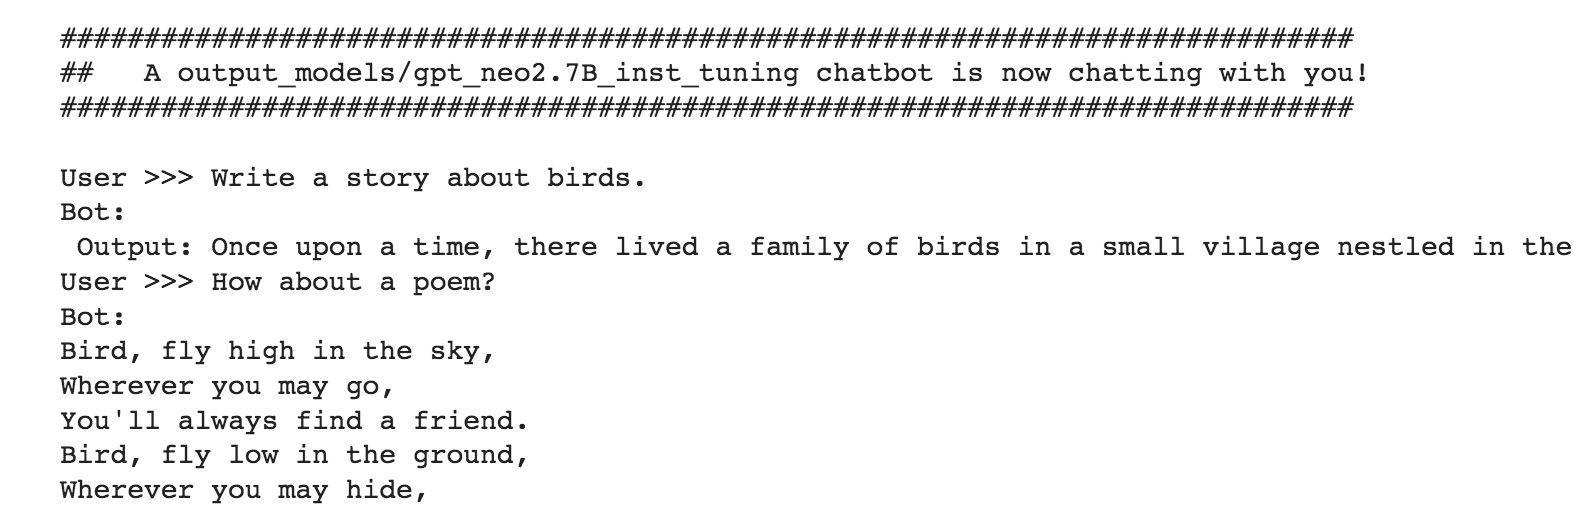 #############################################################################
##   A output_models/gpt_neo2.7B_inst_tuning chatbot is now chatting with you!
#############################################################################
User >>> Write a story about birds.
Bot:
Output: Once upon a time, there lived a family of birds in a small village nestled in the
User >>> How about a poem?
Bot:
Bird, fly high in the sky,
Wherever you may go,
You'll always find a friend.
Bird, fly low in the ground,
Wherever you may hide,